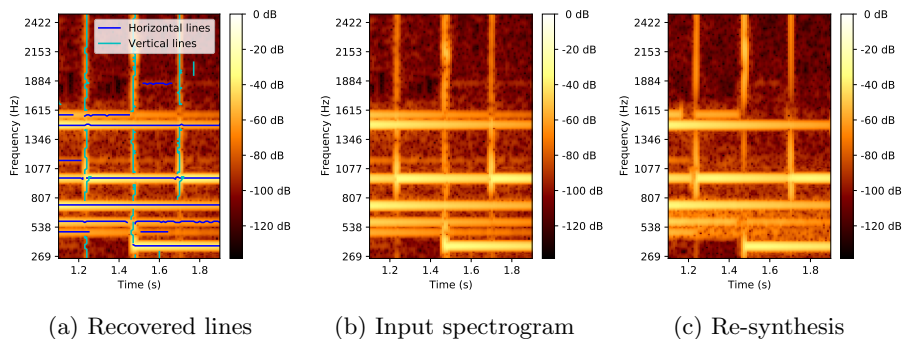 2422
2153
1884
1615
1346
1077
807
538
269
Frequency (Hz)
1.2 1.4 1.6 1.8
Time (s)
Horizontal lines
Vertical lines
0 dB
-20 dB
-40 dB
-60 dB
-80 dB
-100 dB
-120 dB
(a) Recovered lines
2422
2153
1884
1615
1346
1077
807
538
269
Frequency (Hz)
1.2 1.4 1.6 1.8
Time (s)
0 dB
-20 dB
-40 dB
-60 dB
-80 dB
-100 dB
-120 dB
(b) Input spectrogram
2422
2153
1884
1615
1346
1077
807
538
269
Frequency (Hz)
1.2 1.4 1.6 1.8
Time (s)
0 dB
-20 dB
-40 dB
-60 dB
-80 dB
-100 dB
-120 dB
(c) Re-synthesis